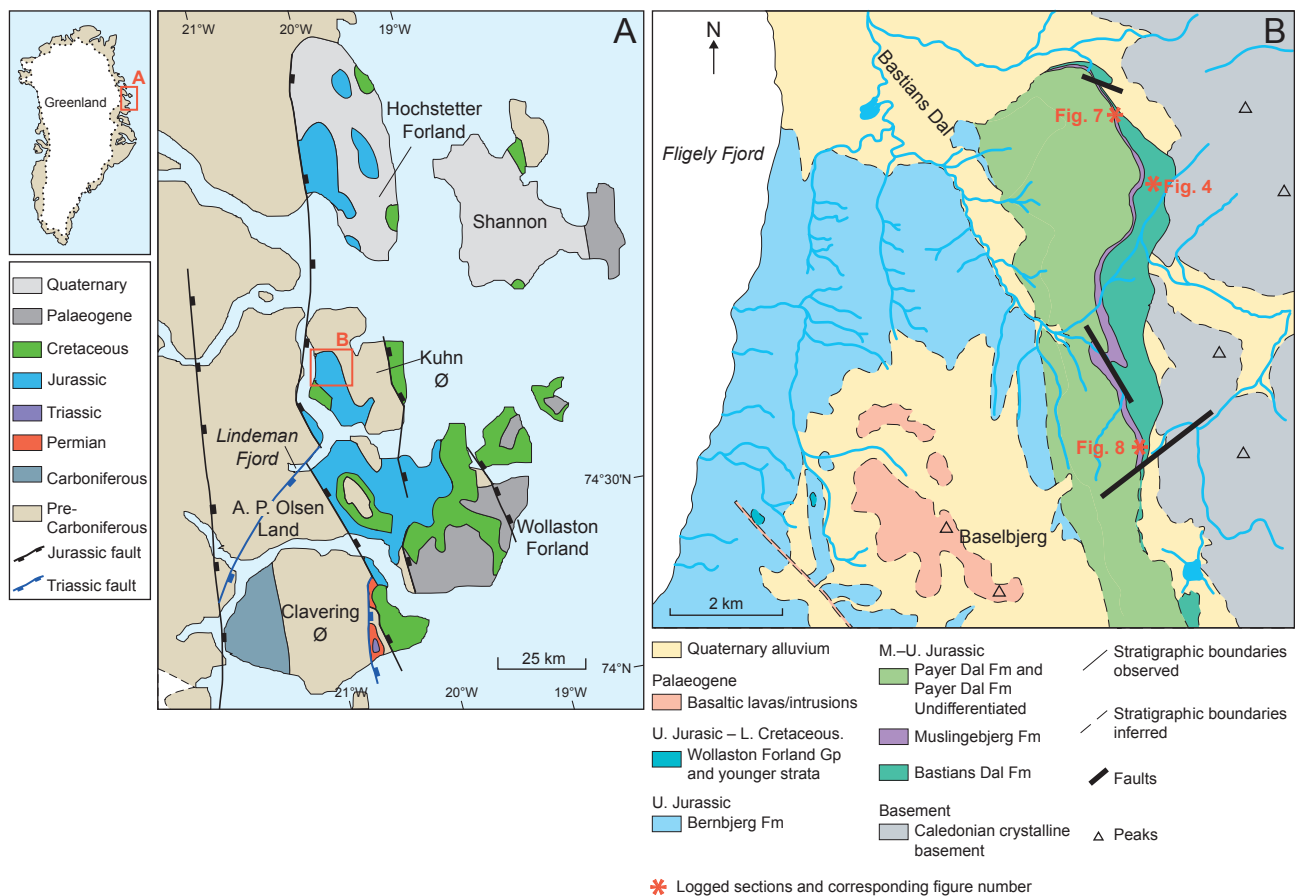 Greenland
A
Quaternary
Palaeogene
Cretaceous
Jurassic
Triassic
Permian
Carboniferous
Pre-
Carboniferous
Jurassic fault
Triassic fault
21°W
20°W
19°W
A
Hochstetter
Forland
Shannon
B
Kuhn
Ø
Lindeman
Fjord
74°30'N
A. P. Olsen
Land
Wollaston
Forland
Clavering
Ø
25 km
74°N
21°W
20°W
19°W
B
N
Bastians Dal
Fligely Fjord
Fig. 7
Fig. 4
Fig. 8
Baselbjerg
2 km
Quaternary alluvium
Palaeogene
Basaltic lavas/intrusions
U. Jurasic – L. Cretaceous.
Wollaston Forland Gp
and younger strata
U. Jurassic
Bernbjerg Fm
M.–U. Jurassic
Payer Dal Fm and
Payer Dal Fm
Undifferentiated
Muslingebjerg Fm
Bastians Dal Fm
Basement
Caledonian crystalline
basement
Stratigraphic boundaries
observed
Stratigraphic boundaries
inferred
Faults
Peaks
Logged sections and corresponding figure number